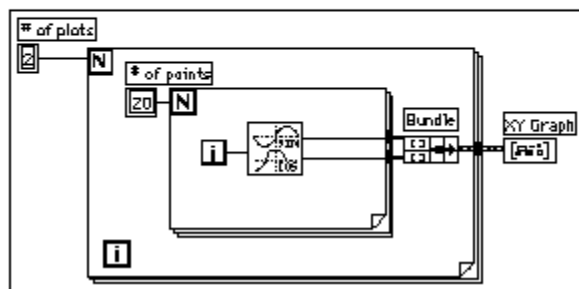 # of plots
2
N
# of points
20
N
i
SIN
COS
Bundle
XY Graph
i